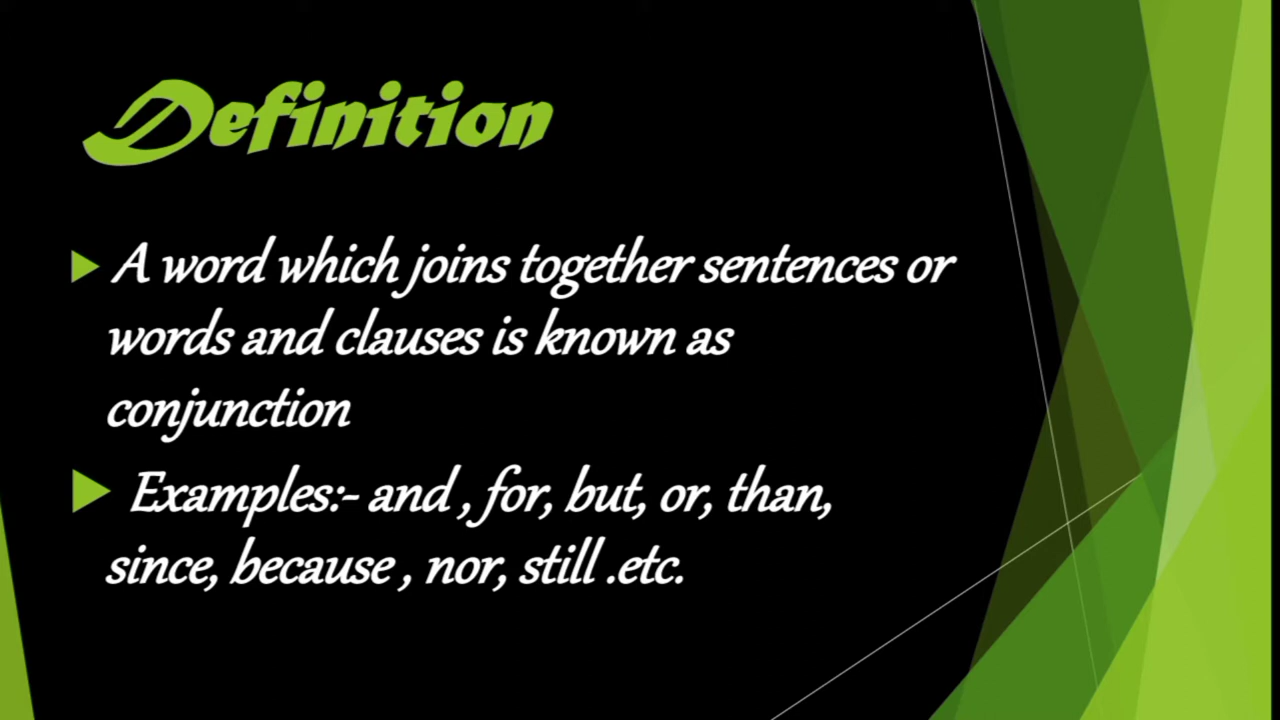 Definition
A word which joins together sentences or
words and clauses is known as
conjunction
Examples:- and , for, but, or, than,
since, because , nor, still .etc.